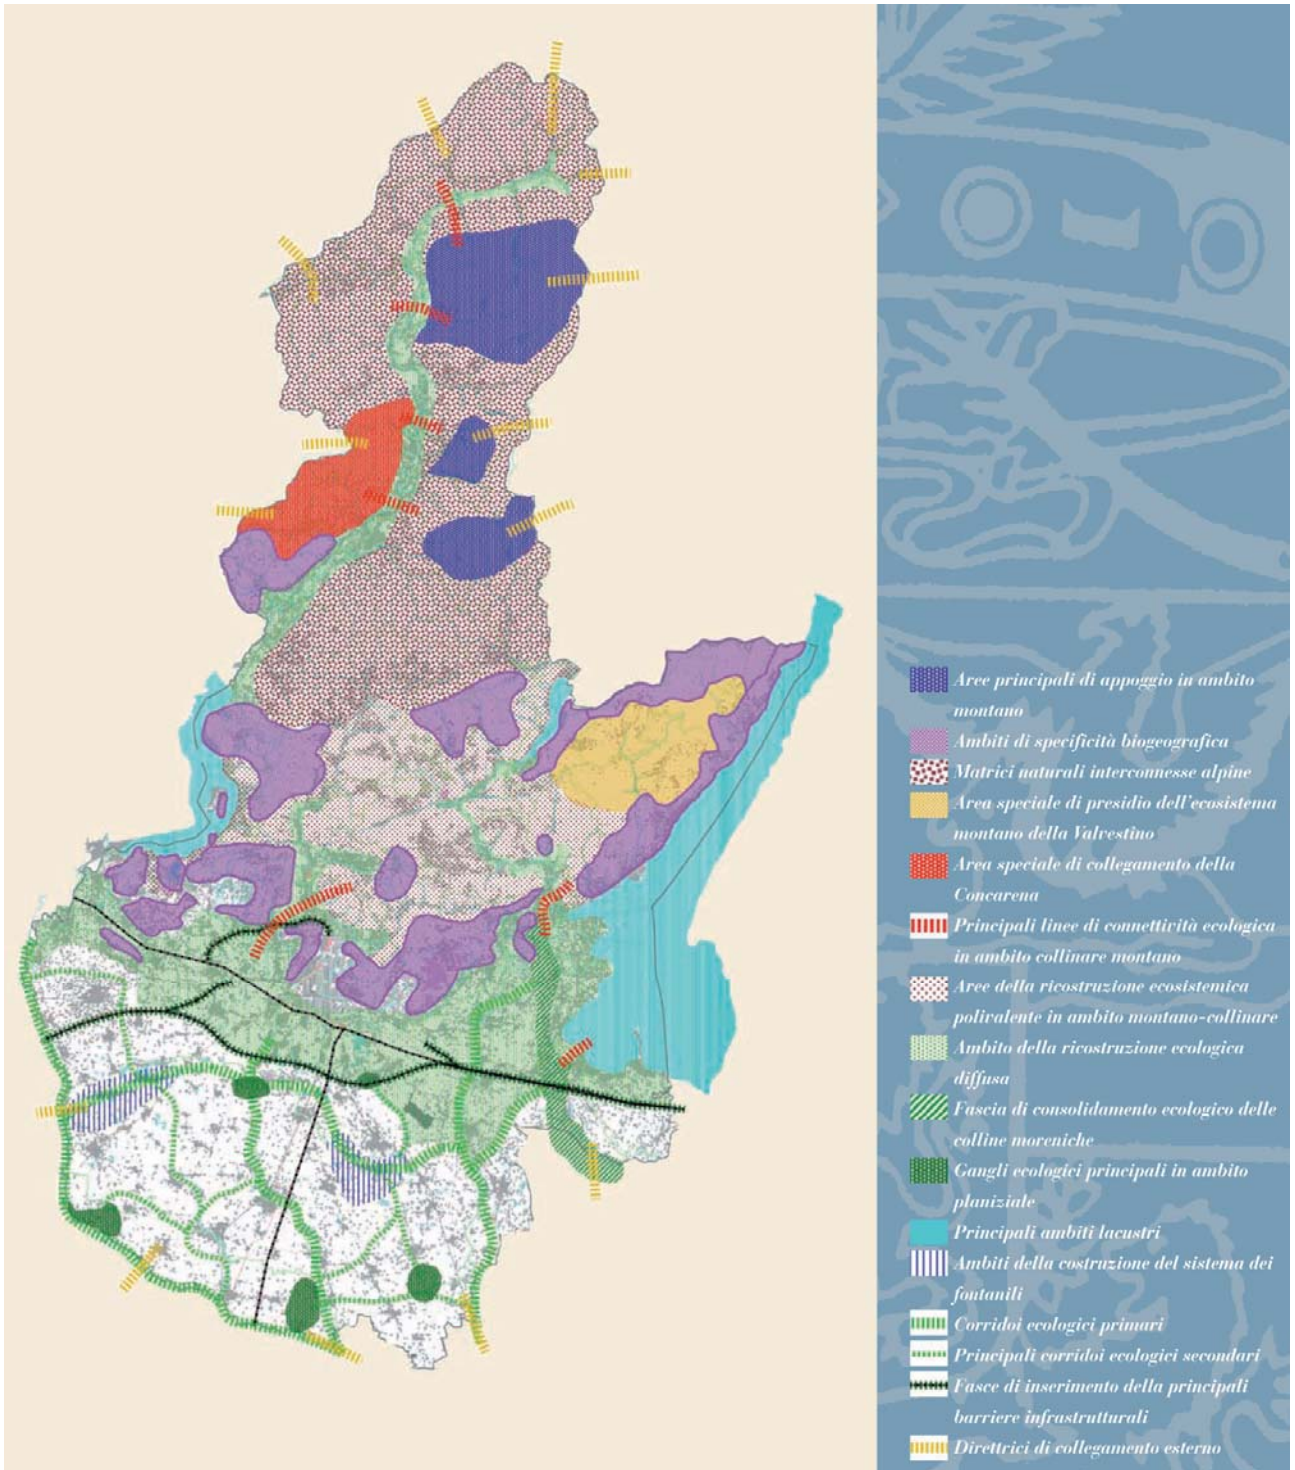 Aree principali di appoggio in ambito
montano
Ambiti di specificità biogeografica
Matrici naturali interconnesse alpine
Area speciale di presidio dell'ecosistema
montano della Valvestino
Area speciale di collegamento della
Concarena
Principali linee di connettività ecologica
in ambito collinare montano
Aree della ricostruzione ecosistemica
polivalente in ambito montano-collinare
Ambito della ricostruzione ecologica
diffusa
Fascia di consolidamento ecologico delle
colline moreniche
Gangli ecologici principali in ambito
planiziale
Principali ambiti lacustri
Ambiti della costruzione del sistema dei
fontanili
Corridoi ecologici primari
Principali corridoi ecologici secondari
Fasce di inserimento della principali
barriere infrastrutturali
Direttrici di collegamento esterno